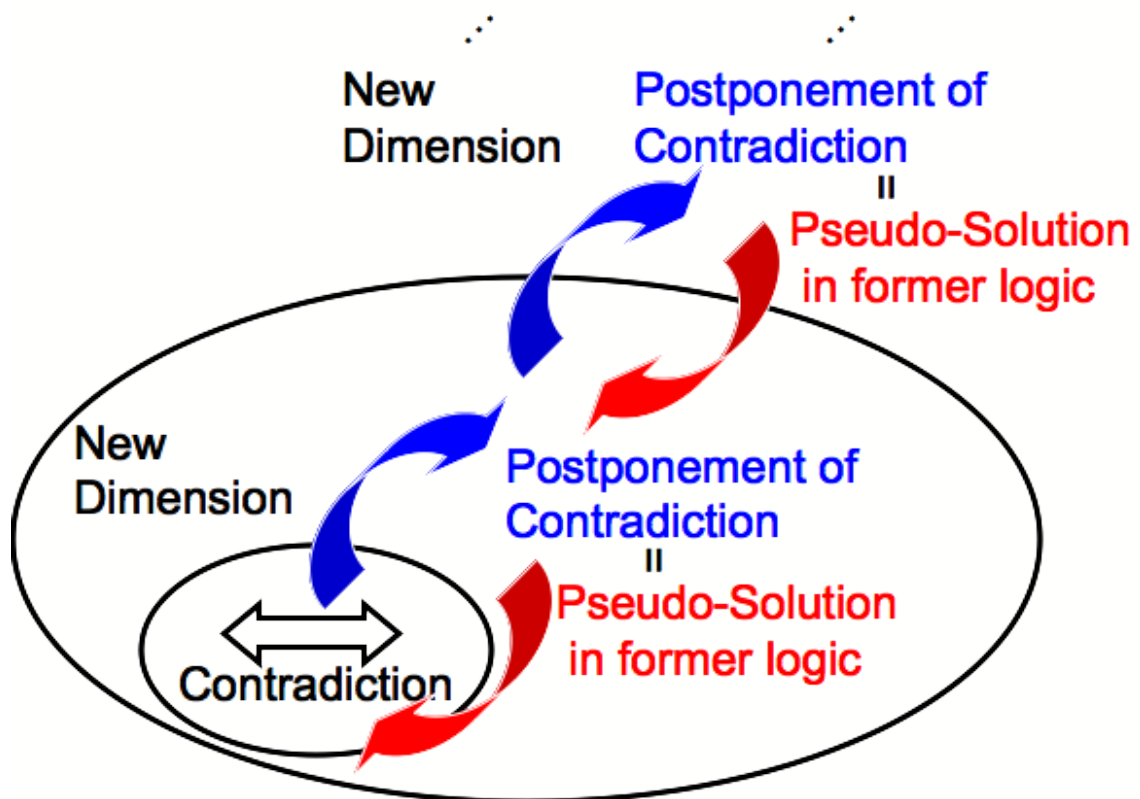 ⋰ ⋰
New
Dimension
Postponement of
Contradiction
=
Pseudo-Solution
in former logic
New
Dimension
Postponement of
Contradiction
=
Pseudo-Solution
in former logic
Contradiction